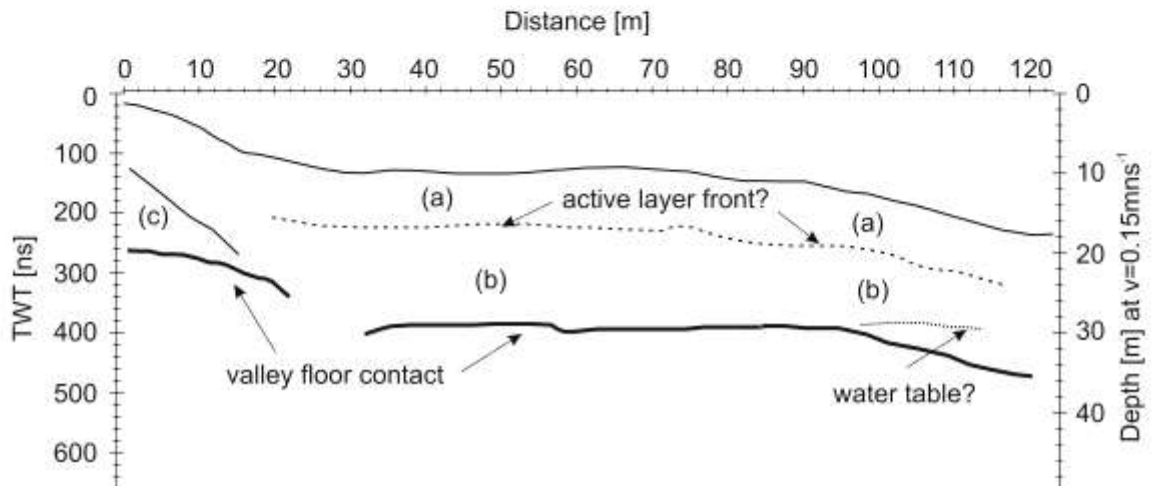 Distance [m]
0 10 20 30 40 50 60 70 80 90 100 110 120
0
100
200
300
400
500
600
TWT [ns]
0
10
20
30
40
Depth [m] at v=0.15mns⁻¹
(a)
active layer front?
(a)
(c)
(b)
(b)
valley floor contact
water table?